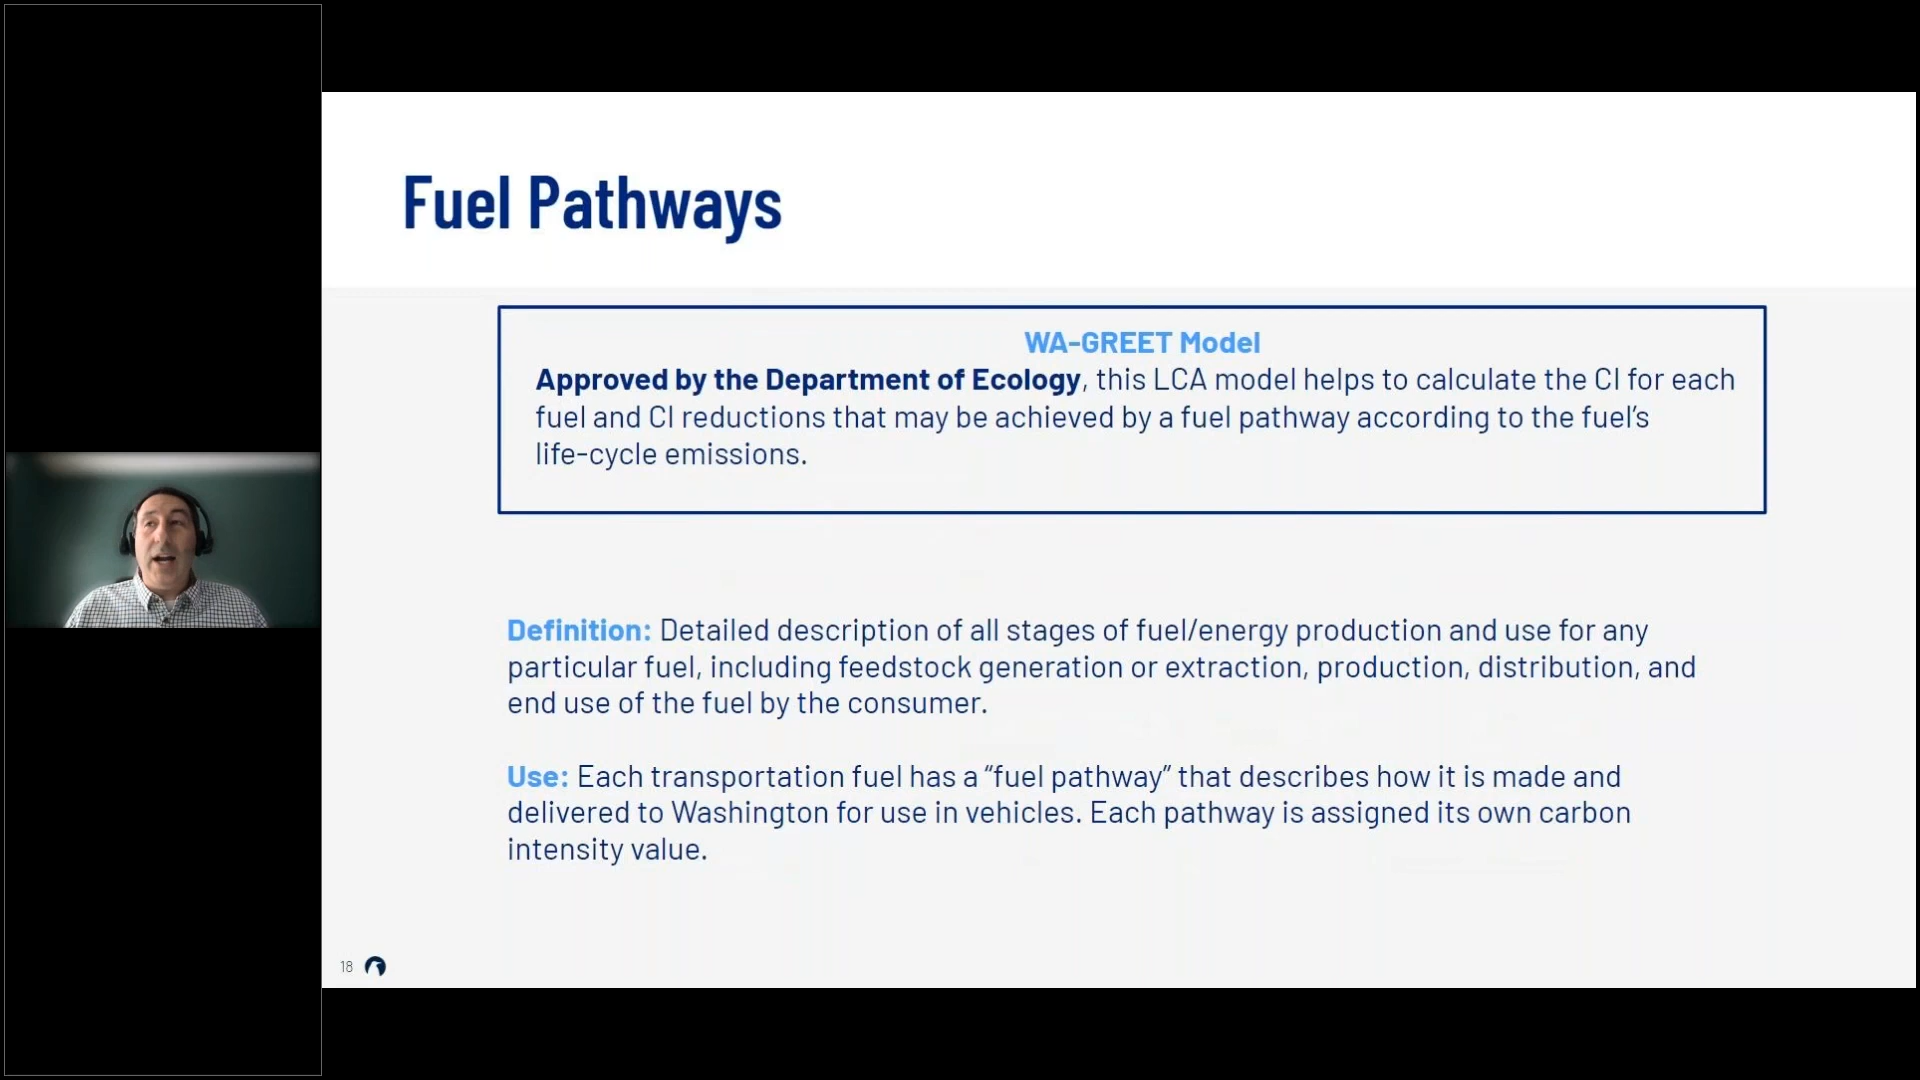 Fuel Pathways
WA-GREET Model
Approved by the Department of Ecology, this LCA model helps to calculate the CI for each
fuel and CI reductions that may be achieved by a fuel pathway according to the fuel’s
life-cycle emissions.
Definition: Detailed description of all stages of fuel/energy production and use for any
particular fuel, including feedstock generation or extraction, production, distribution, and
end use of the fuel by the consumer.
Use: Each transportation fuel has a “fuel pathway” that describes how it is made and
delivered to Washington for use in vehicles. Each pathway is assigned its own carbon
intensity value.
18